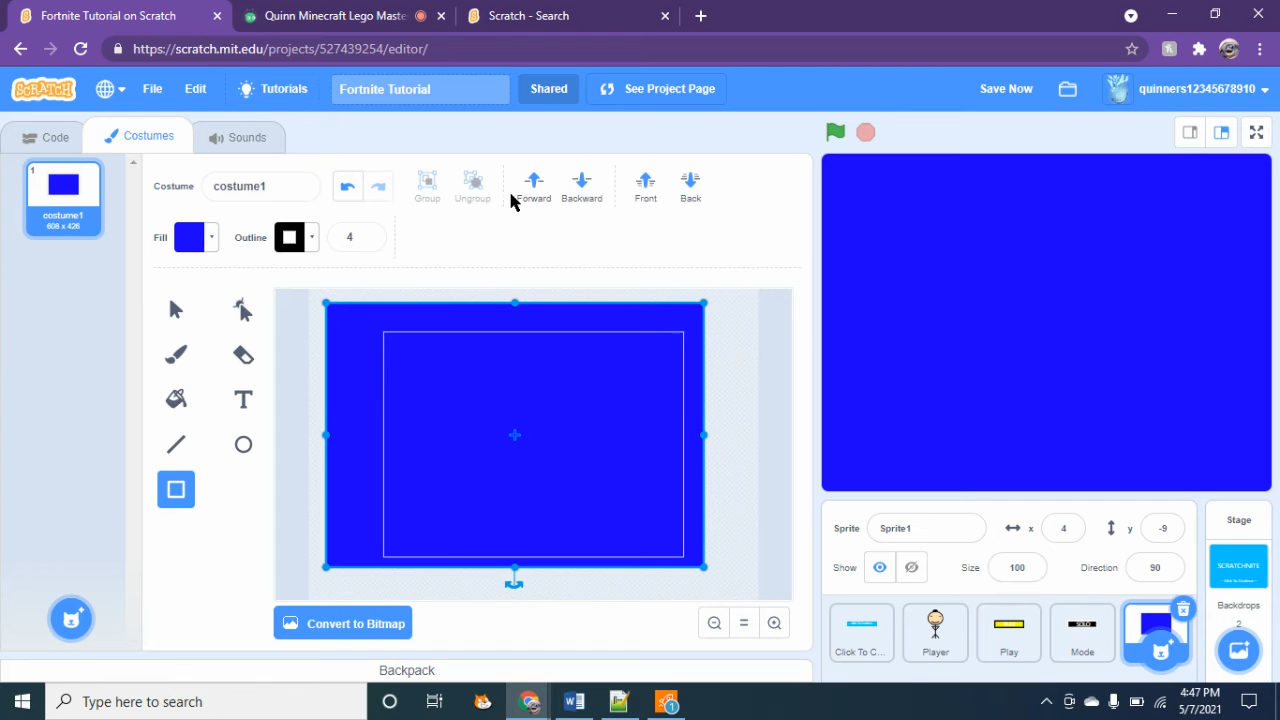 Fortnite Tutorial on Scratch
Quinn Minecraft Lego Maste
Scratch - Search
https://scratch.mit.edu/projects/527439254/editor/
SCRATCH
File
Edit
Tutorials
Fortnite Tutorial
Shared
See Project Page
Save Now
quinners12345678910
Code
Costumes
Sounds
1
costume1
608 x 426
Costume
costume1
Group
Ungroup
Forward
Backward
Front
Back
Fill
Outline
4
T
Convert to Bitmap
Backpack
Sprite
Sprite1
x
4
y
-9
Show
Size
100
Direction
90
Click To C...
Player
Play
SOLO
Mode
Stage
SCRATCHNITE
Backdrops
2
Type here to search
1
4:47 PM
5/7/2021